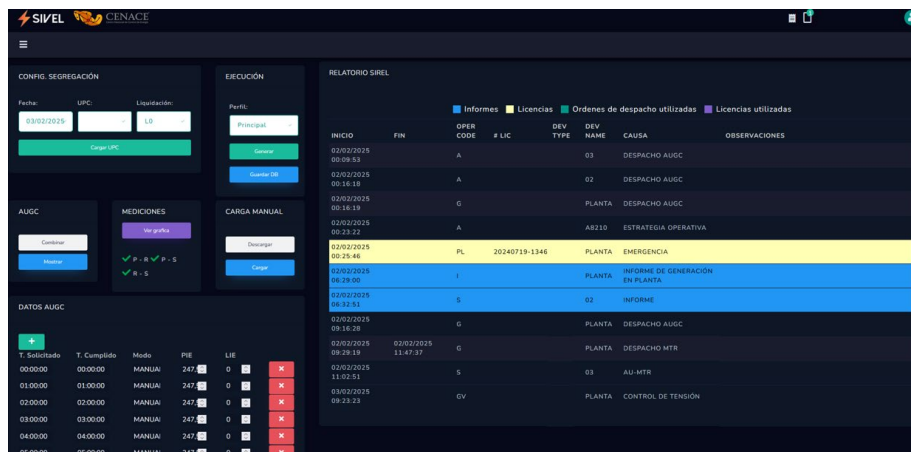 SIVEL CENACE
CONFIG. SEGREGACIÓN
Fecha: UPC: Liquidación:
03/02/2025 L0
Cargar UPC
EJECUCIÓN
Perfil:
Principal
Generar
Guardar DB
AUGC
Combinar
Mostrar
MEDICIONES
Ver grafica
P - R P - S
R - S
CARGA MANUAL
Descargar
Cargar
DATOS AUGC
+
T. Solicitado T. Cumplido Modo PIE LIE
00:00:00 00:00:00 MANUAL 247, 0 ×
01:00:00 01:00:00 MANUAL 247, 0 ×
02:00:00 02:00:00 MANUAL 247, 0 ×
03:00:00 03:00:00 MANUAL 247, 0 ×
04:00:00 04:00:00 MANUAL 247, 0 ×
RELATORIO SIREL
Informes Licencias Ordenes de despacho utilizadas Licencias utilizadas
INICIO FIN OPER CODE # LIC DEV TYPE DEV NAME CAUSA OBSERVACIONES
02/02/2025 00:09:53 A 03 DESPACHO AUGC
02/02/2025 00:16:18 A 02 DESPACHO AUGC
02/02/2025 00:16:19 G PLANTA DESPACHO AUGC
02/02/2025 00:23:22 A A8210 ESTRATEGIA OPERATIVA
02/02/2025 00:25:46 PL 20240719-1346 PLANTA EMERGENCIA
02/02/2025 06:29:00 I PLANTA INFORME DE GENERACIÓN EN PLANTA
02/02/2025 06:32:51 S 02 INFORME
02/02/2025 09:16:28 G PLANTA DESPACHO AUGC
02/02/2025 09:29:19 02/02/2025 11:47:37 G PLANTA DESPACHO MTR
02/02/2025 11:02:51 S 03 AU-MTR
03/02/2025 09:23:23 GV PLANTA CONTROL DE TENSIÓN